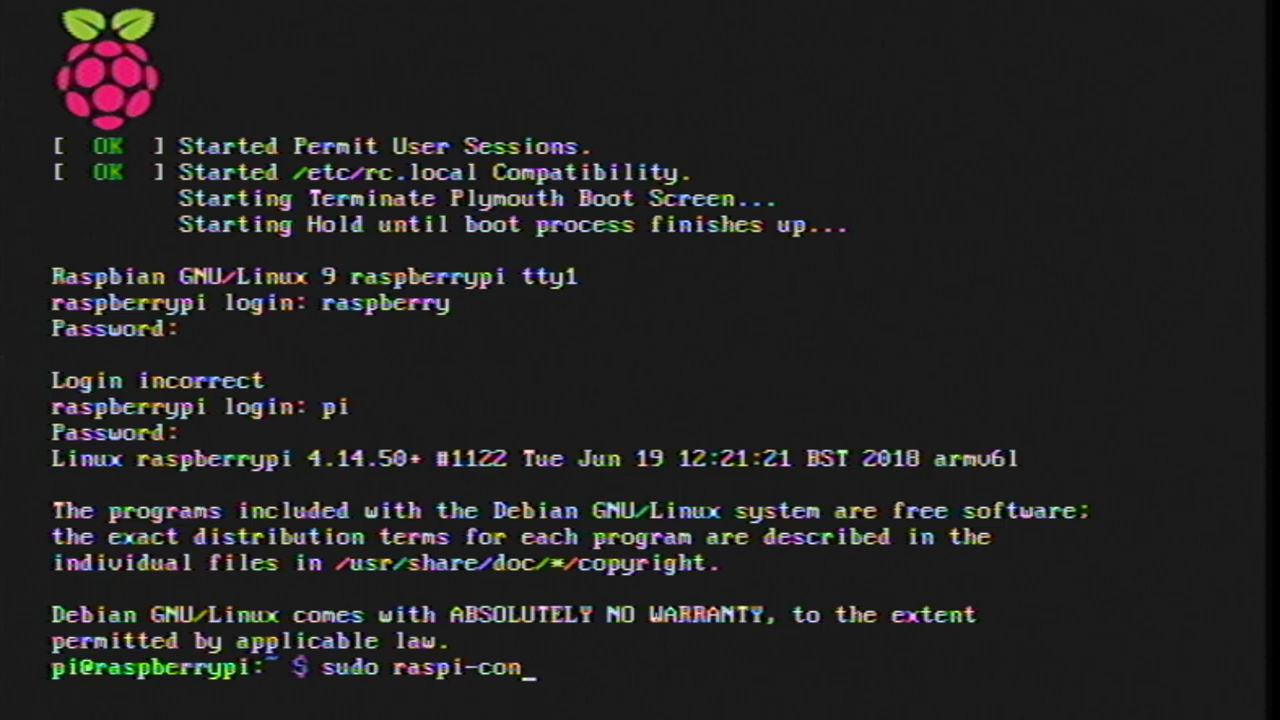 [  OK  ] Started Permit User Sessions.
[  OK  ] Started /etc/rc.local Compatibility.
Starting Terminate Plymouth Boot Screen...
Starting Hold until boot process finishes up...
Raspbian GNU/Linux 9 raspberrypi tty1
raspberrypi login: raspberry
Password:
Login incorrect
raspberrypi login: pi
Password:
Linux raspberrypi 4.14.50+ #1122 Tue Jun 19 12:21:21 BST 2018 armv6l
The programs included with the Debian GNU/Linux system are free software;
the exact distribution terms for each program are described in the
individual files in /usr/share/doc/*/copyright.
Debian GNU/Linux comes with ABSOLUTELY NO WARRANTY, to the extent
permitted by applicable law.
pi@raspberrypi:~ $ sudo raspi-con_